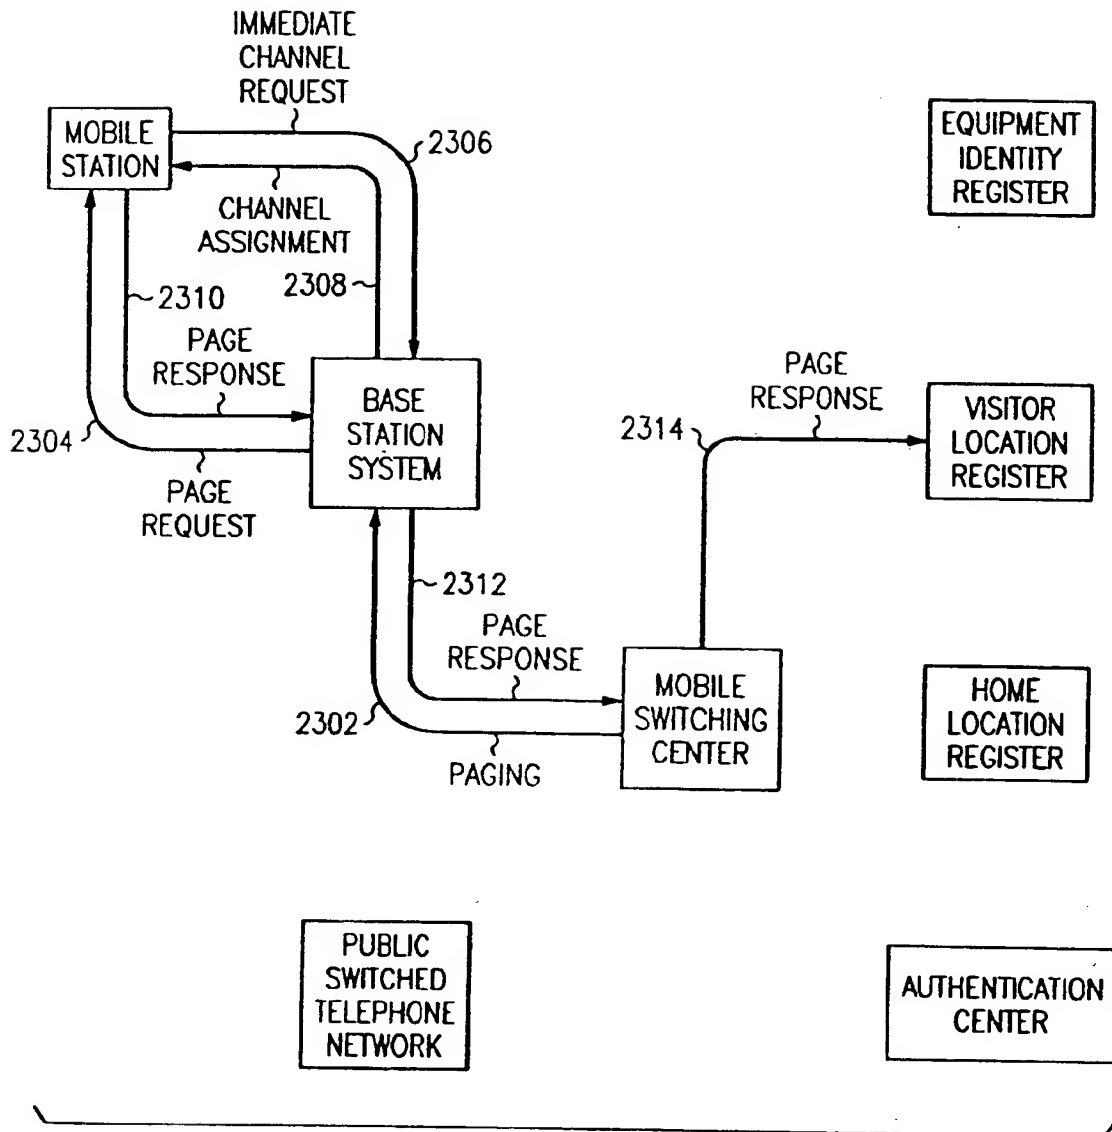 IMMEDIATE
CHANNEL
REQUEST
MOBILE
STATION
2306
EQUIPMENT
IDENTITY
REGISTER
CHANNEL
ASSIGNMENT
2308
2310
PAGE
RESPONSE
2304
PAGE
REQUEST
BASE
STATION
SYSTEM
PAGE
RESPONSE
2314
VISITOR
LOCATION
REGISTER
2312
PAGE
RESPONSE
2302
PAGING
MOBILE
SWITCHING
CENTER
HOME
LOCATION
REGISTER
PUBLIC
SWITCHED
TELEPHONE
NETWORK
AUTHENTICATION
CENTER